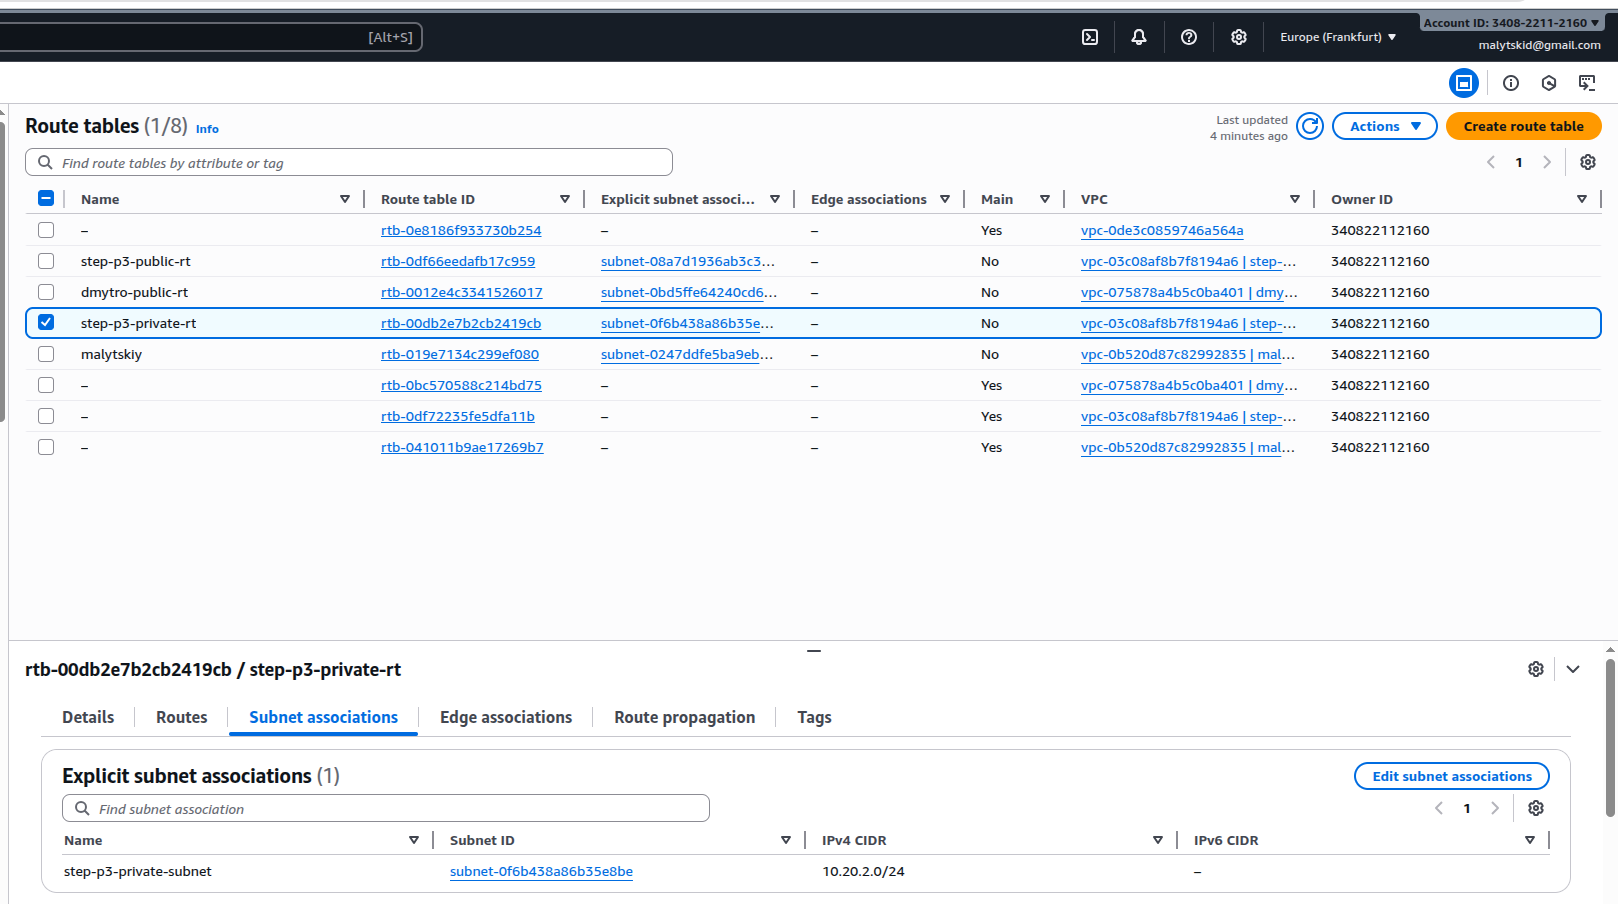 [Alt+S]
Europe (Frankfurt)
Account ID: 3408-2211-2160
malytskid@gmail.com
Route tables (1/8) Info
Last updated
4 minutes ago
Actions
Create route table
Find route tables by attribute or tag
1
Name Route table ID Explicit subnet associ... Edge associations Main VPC Owner ID
– rtb-0e8186f933730b254 – – Yes vpc-0de3c0859746a564a 340822112160
step-p3-public-rt rtb-0df66eedafb17c959 subnet-08a7d1936ab3c3... – No vpc-03c08af8b7f8194a6 | step-... 340822112160
dmytro-public-rt rtb-0012e4c3341526017 subnet-0bd5ffe64240cd6... – No vpc-075878a4b5c0ba401 | dmy... 340822112160
step-p3-private-rt rtb-00db2e7b2cb2419cb subnet-0f6b438a86b35e... – No vpc-03c08af8b7f8194a6 | step-... 340822112160
malytskiy rtb-019e7134c299ef080 subnet-0247ddfe5ba9eb... – No vpc-0b520d87c82992835 | mal... 340822112160
– rtb-0bc570588c214bd75 – – Yes vpc-075878a4b5c0ba401 | dmy... 340822112160
– rtb-0df72235fe5dfa11b – – Yes vpc-03c08af8b7f8194a6 | step-... 340822112160
– rtb-041011b9ae17269b7 – – Yes vpc-0b520d87c82992835 | mal... 340822112160
rtb-00db2e7b2cb2419cb / step-p3-private-rt
Details Routes Subnet associations Edge associations Route propagation Tags
Explicit subnet associations (1)
Edit subnet associations
Find subnet association
1
Name Subnet ID IPv4 CIDR IPv6 CIDR
step-p3-private-subnet subnet-0f6b438a86b35e8be 10.20.2.0/24 –